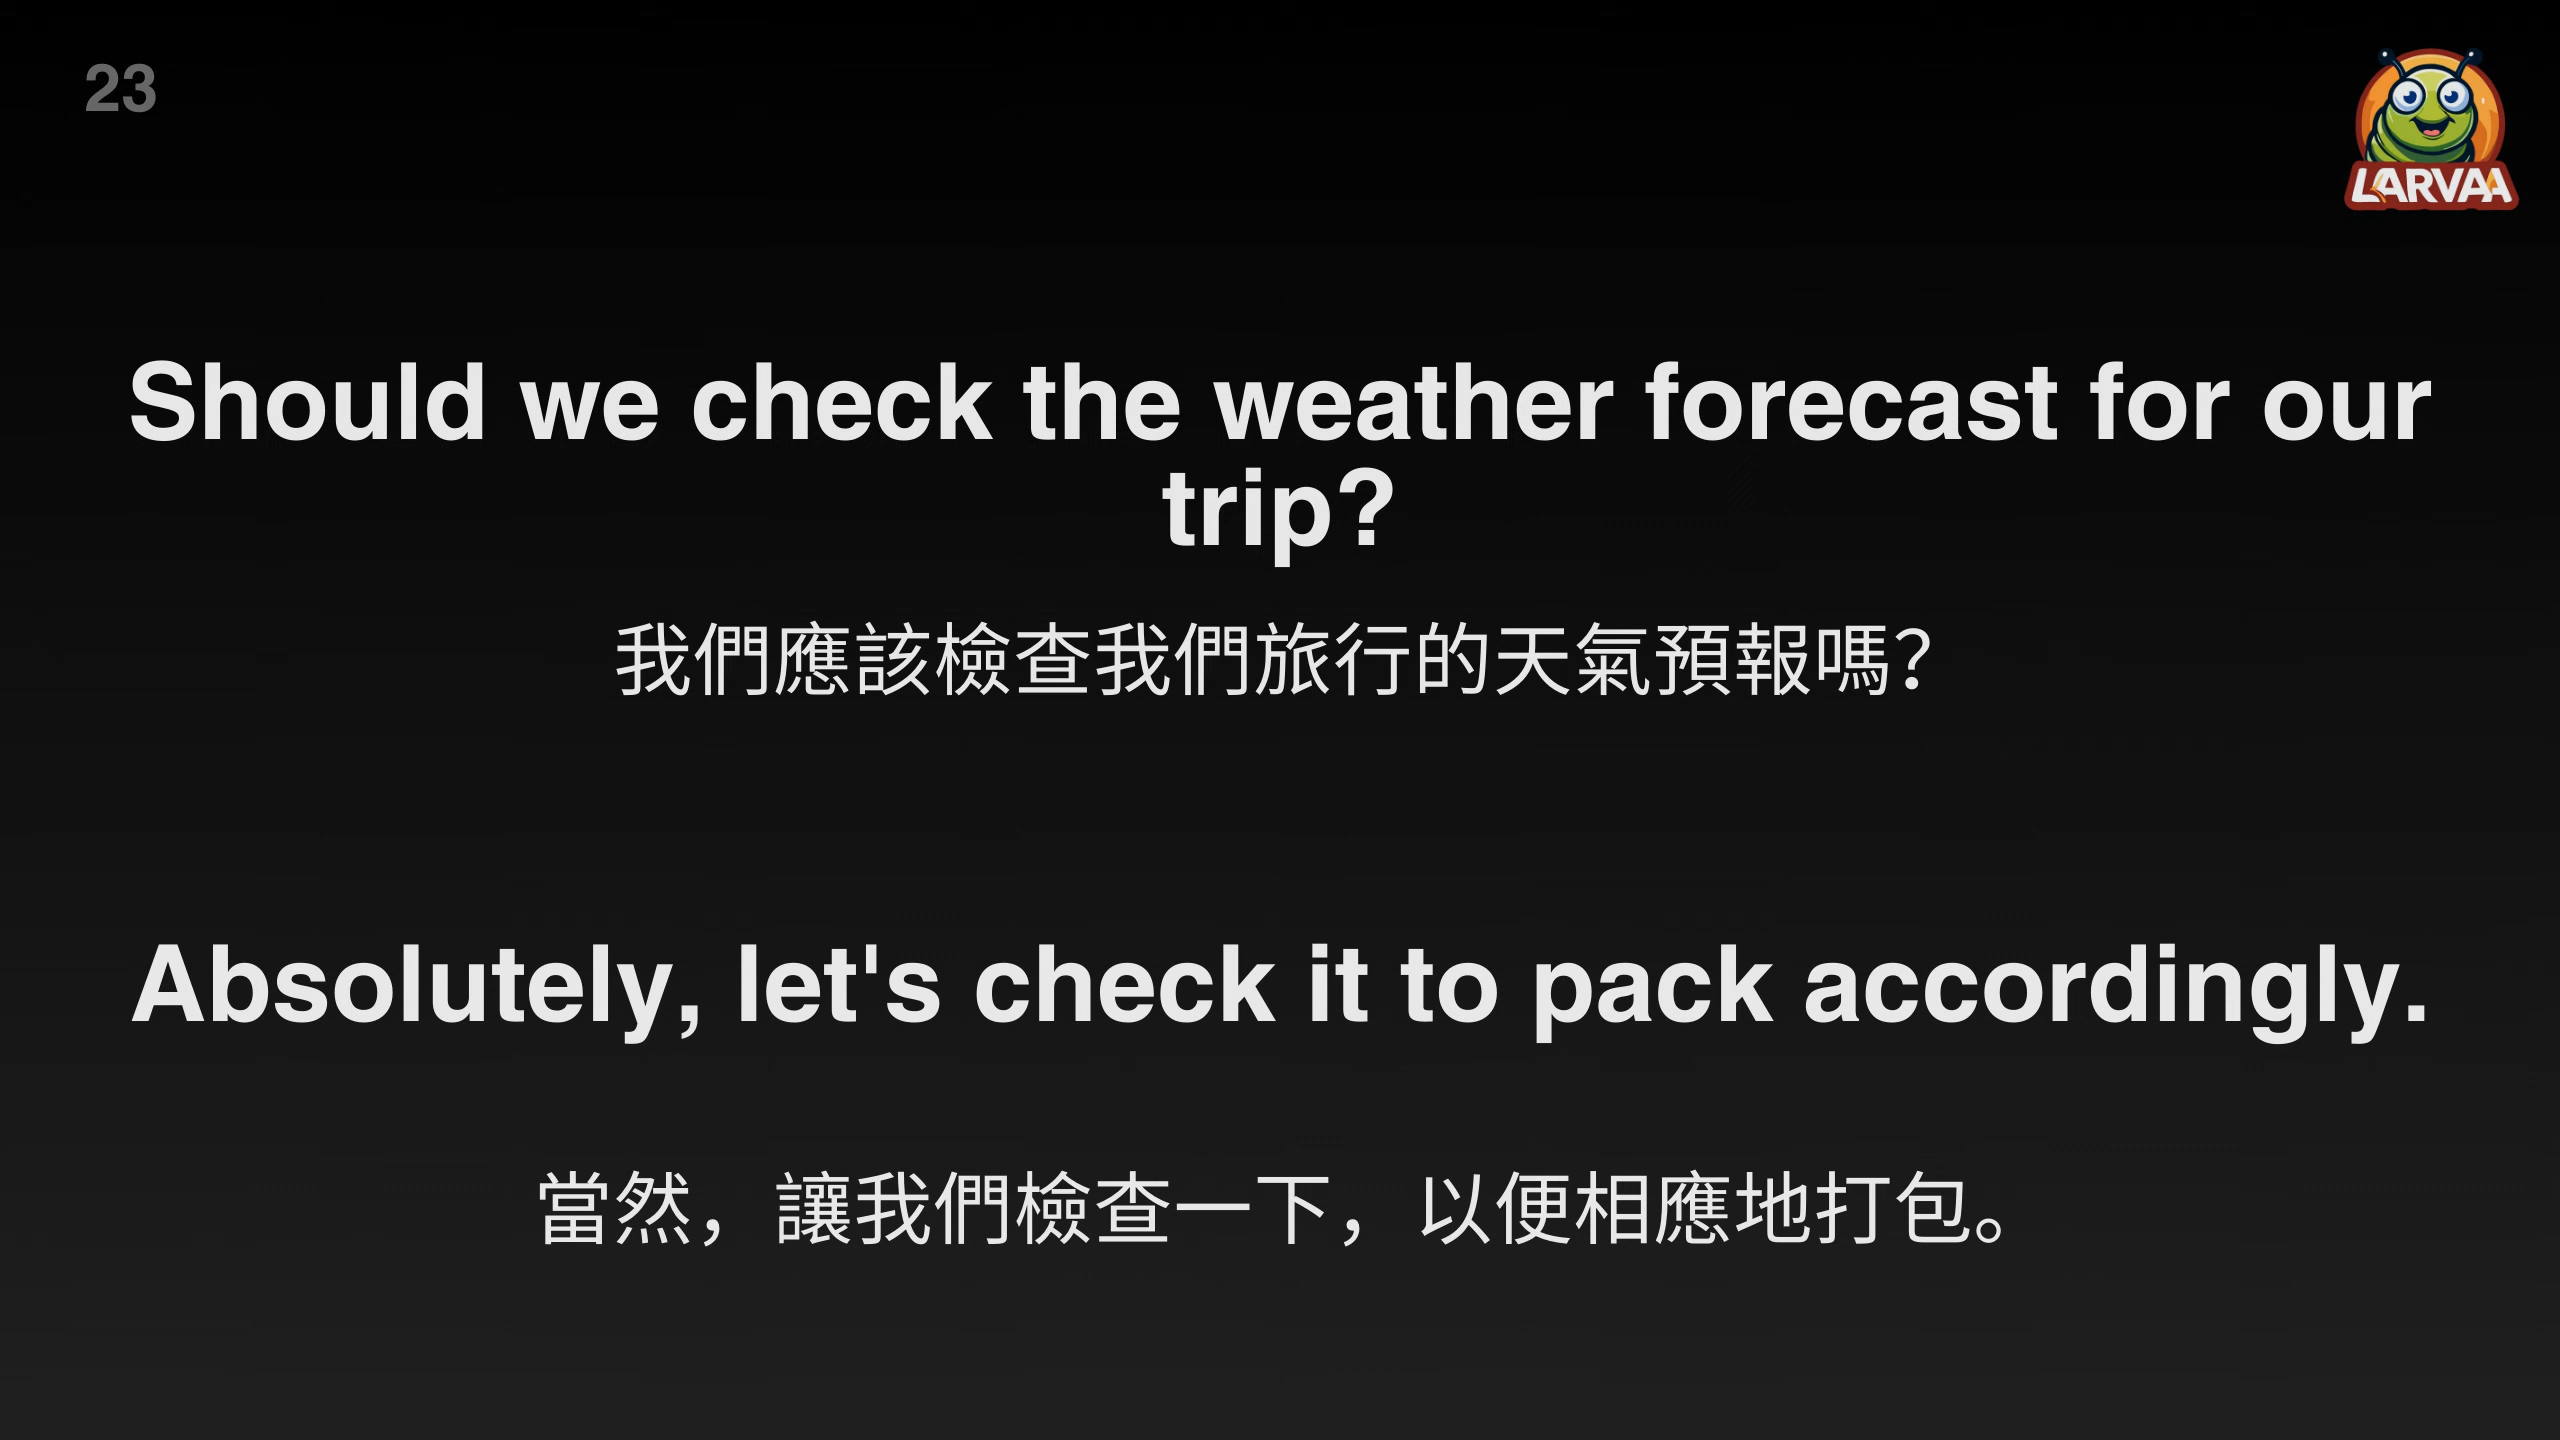 23
LARVAA
Should we check the weather forecast for our
trip?
我們應該檢查我們旅行的天氣預報嗎?
Absolutely, let's check it to pack accordingly.
當然，讓我們檢查一下，以便相應地打包。